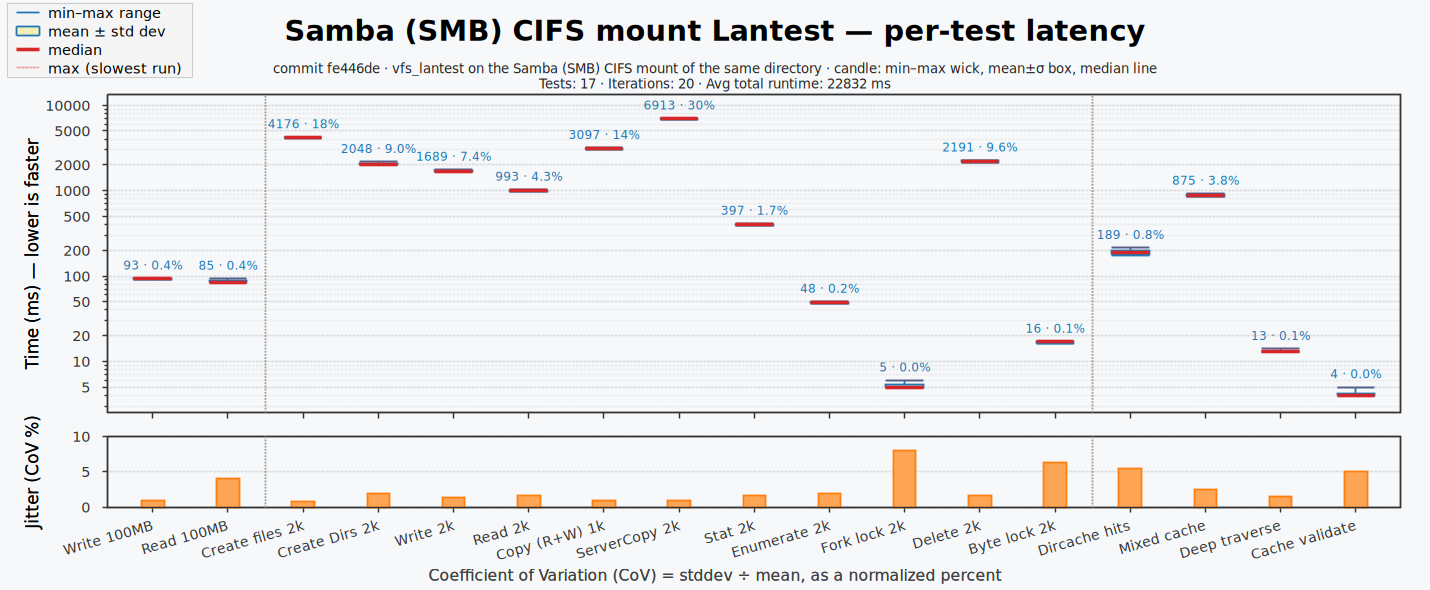 min–max range
mean ± std dev
median
max (slowest run)
Samba (SMB) CIFS mount Lantest — per-test latency
commit fe446de · vfs_lantest on the Samba (SMB) CIFS mount of the same directory · candle: min–max wick, mean±σ box, median line
Tests: 17 · Iterations: 20 · Avg total runtime: 22832 ms
Time (ms) — lower is faster
10000
5000
2000
1000
500
200
100
50
20
10
5
93 · 0.4%
85 · 0.4%
4176 · 18%
2048 · 9.0%
1689 · 7.4%
993 · 4.3%
3097 · 14%
6913 · 30%
397 · 1.7%
48 · 0.2%
5 · 0.0%
2191 · 9.6%
16 · 0.1%
189 · 0.8%
875 · 3.8%
13 · 0.1%
4 · 0.0%
Jitter (CoV %)
10
5
0
Write 100MB
Read 100MB
Create files 2k
Create Dirs 2k
Write 2k
Read 2k
Copy (R+W) 1k
ServerCopy 2k
Stat 2k
Enumerate 2k
Fork lock 2k
Delete 2k
Byte lock 2k
Dircache hits
Mixed cache
Deep traverse
Cache validate
Coefficient of Variation (CoV) = stddev ÷ mean, as a normalized percent